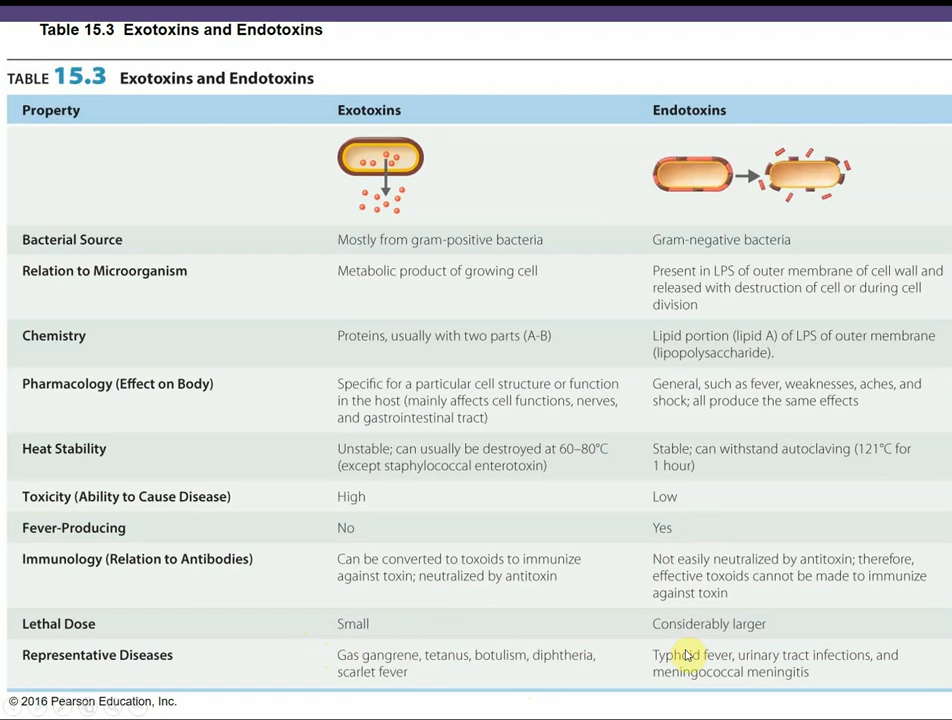 Table 15.3 Exotoxins and Endotoxins
TABLE 15.3 Exotoxins and Endotoxins
Property Exotoxins Endotoxins
Bacterial Source Mostly from gram-positive bacteria Gram-negative bacteria
Relation to Microorganism Metabolic product of growing cell Present in LPS of outer membrane of cell wall and
released with destruction of cell or during cell
division
Chemistry Proteins, usually with two parts (A-B) Lipid portion (lipid A) of LPS of outer membrane
(lipopolysaccharide).
Pharmacology (Effect on Body) Specific for a particular cell structure or function General, such as fever, weaknesses, aches, and
in the host (mainly affects cell functions, nerves, shock; all produce the same effects
and gastrointestinal tract)
Heat Stability Unstable; can usually be destroyed at 60–80°C Stable; can withstand autoclaving (121°C for
(except staphylococcal enterotoxin) 1 hour)
Toxicity (Ability to Cause Disease) High Low
Fever-Producing No Yes
Immunology (Relation to Antibodies) Can be converted to toxoids to immunize Not easily neutralized by antitoxin; therefore,
against toxin; neutralized by antitoxin effective toxoids cannot be made to immunize
against toxin
Lethal Dose Small Considerably larger
Representative Diseases Gas gangrene, tetanus, botulism, diphtheria, Typhoid fever, urinary tract infections, and
scarlet fever meningococcal meningitis
© 2016 Pearson Education, Inc.